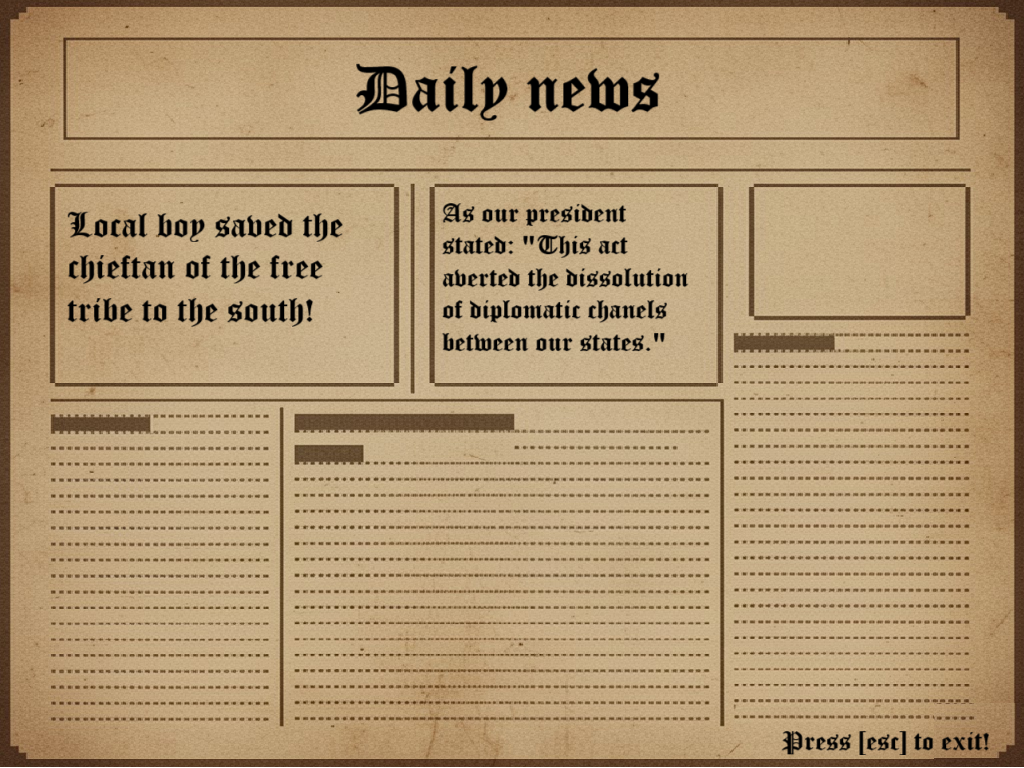 Daily news
Local boy saved the
chieftan of the free
tribe to the south!
As our president
stated: "This act
averted the dissolution
of diplomatic chanels
between our states."
Press [esc] to exit!